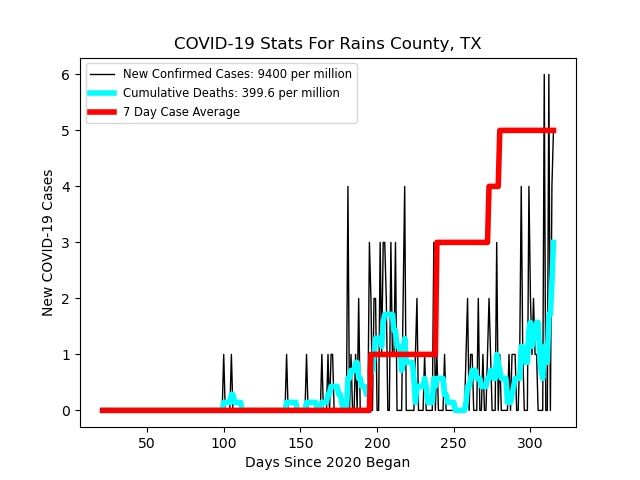 COVID-19 Stats For Rains County, TX
New Confirmed Cases: 9400 per million
Cumulative Deaths: 399.6 per million
7 Day Case Average
6
5
4
3
2
1
0
New COVID-19 Cases
50 100 150 200 250 300
Days Since 2020 Began